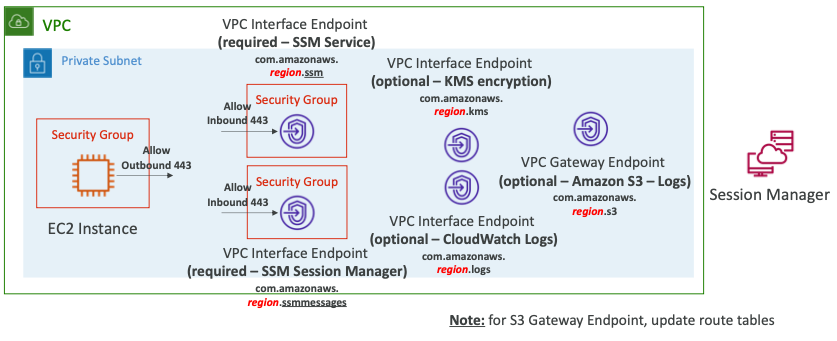 VPC
VPC Interface Endpoint
(required – SSM Service)
com.amazonaws.
region.ssm
Private Subnet
VPC Interface Endpoint
(optional – KMS encryption)
com.amazonaws.
region.kms
Security Group
Allow
Outbound 443
EC2 Instance
Security Group
Allow
Inbound 443
Security Group
Allow
Inbound 443
VPC Interface Endpoint
(required – SSM Session Manager)
com.amazonaws.
region.ssmmessages
VPC Interface Endpoint
(optional – CloudWatch Logs)
com.amazonaws.
region.logs
VPC Gateway Endpoint
(optional – Amazon S3 – Logs)
com.amazonaws.
region.s3
Session Manager
Note: for S3 Gateway Endpoint, update route tables